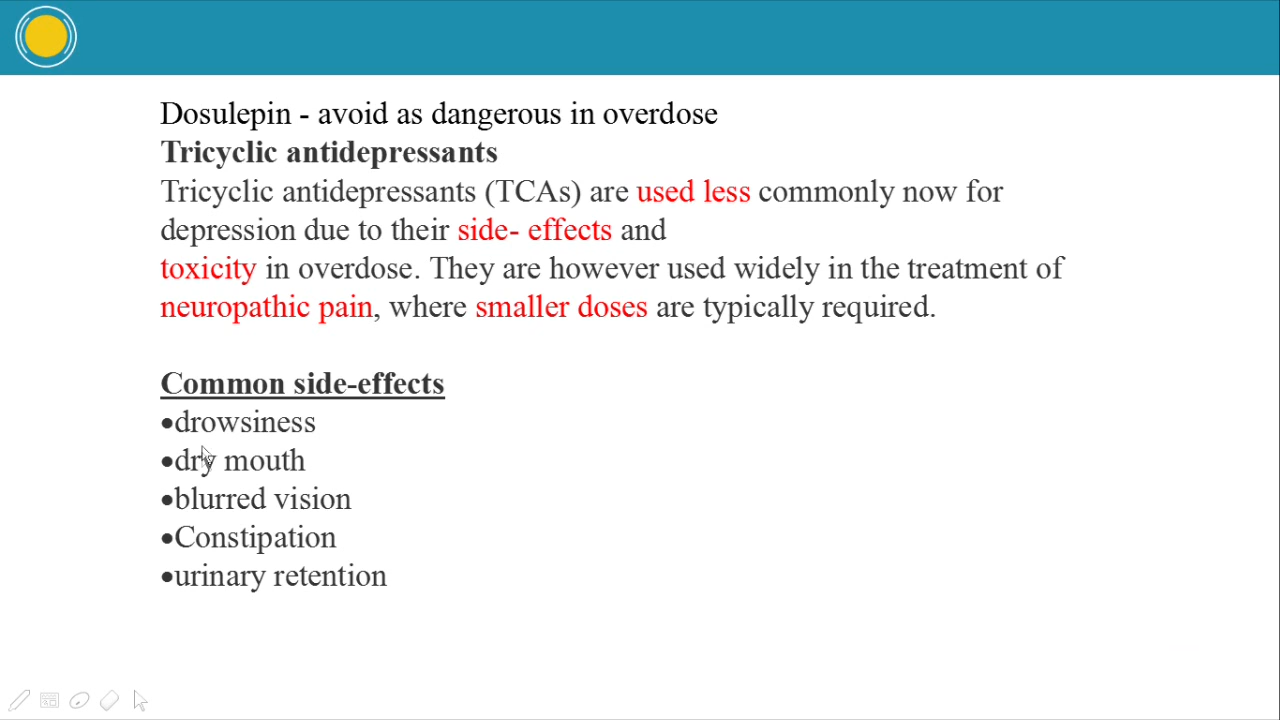 Dosulepin - avoid as dangerous in overdose
Tricyclic antidepressants
Tricyclic antidepressants (TCAs) are used less commonly now for
depression due to their side- effects and
toxicity in overdose. They are however used widely in the treatment of
neuropathic pain, where smaller doses are typically required.
Common side-effects
•drowsiness
•dry mouth
•blurred vision
•Constipation
•urinary retention